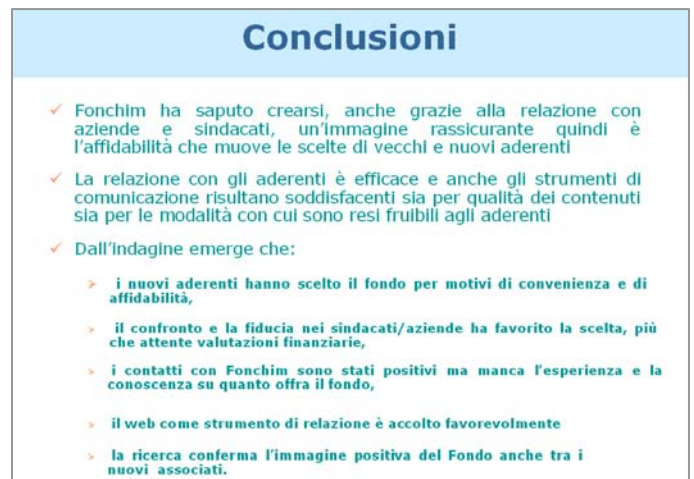 Conclusioni
Fonchim ha saputo crearsi, anche grazie alla relazione con
aziende e sindacati, un'immagine rassicurante quindi è
l'affidabilità che muove le scelte di vecchi e nuovi aderenti
La relazione con gli aderenti è efficace e anche gli strumenti di
comunicazione risultano soddisfacenti sia per qualità dei contenuti
sia per le modalità con cui sono resi fruibili agli aderenti
Dall'indagine emerge che:
i nuovi aderenti hanno scelto il fondo per motivi di convenienza e di
affidabilità,
il confronto e la fiducia nei sindacati/aziende ha favorito la scelta, più
che attente valutazioni finanziarie,
i contatti con Fonchim sono stati positivi ma manca l'esperienza e la
conoscenza su quanto offra il fondo,
il web come strumento di relazione è accolto favorevolmente
la ricerca conferma l'immagine positiva del Fondo anche tra i
nuovi associati.